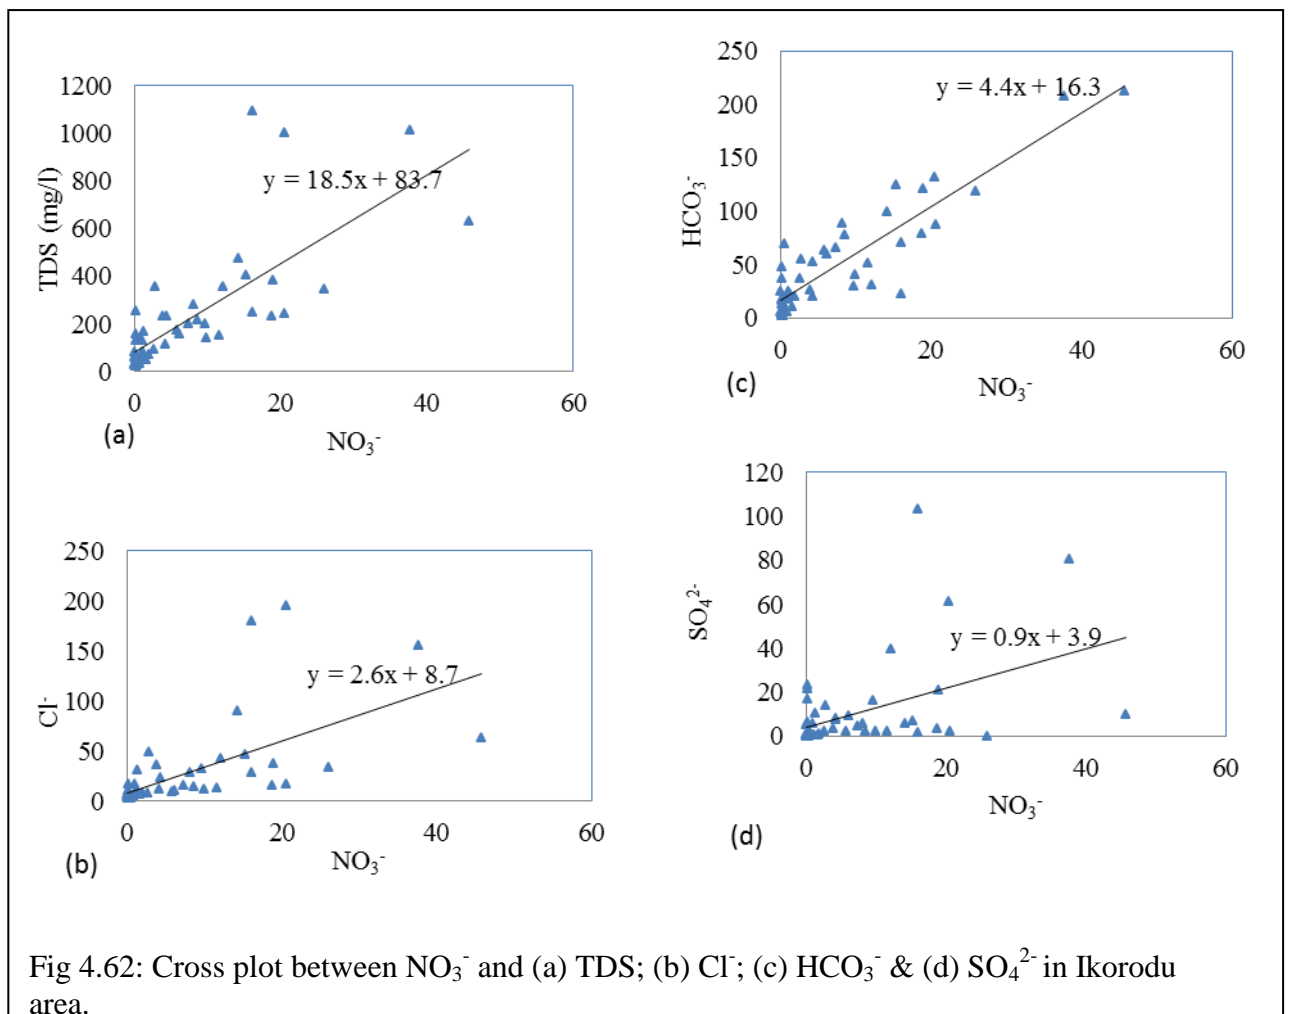 1200
1000
800
600
400
200
0
TDS (mg/l)
y = 18.5x + 83.7
0 20 40 60
(a)
NO₃⁻
250
200
150
100
50
0
HCO₃⁻
y = 4.4x + 16.3
0 20 40 60
(c)
NO₃⁻
250
200
150
100
50
0
Cl⁻
y = 2.6x + 8.7
0 20 40 60
(b)
NO₃⁻
120
100
80
60
40
20
0
SO₄²⁻
y = 0.9x + 3.9
0 20 40 60
(d)
NO₃⁻
Fig 4.62: Cross plot between NO₃⁻ and (a) TDS; (b) Cl⁻; (c) HCO₃⁻ & (d) SO₄²⁻ in Ikorodu
area.